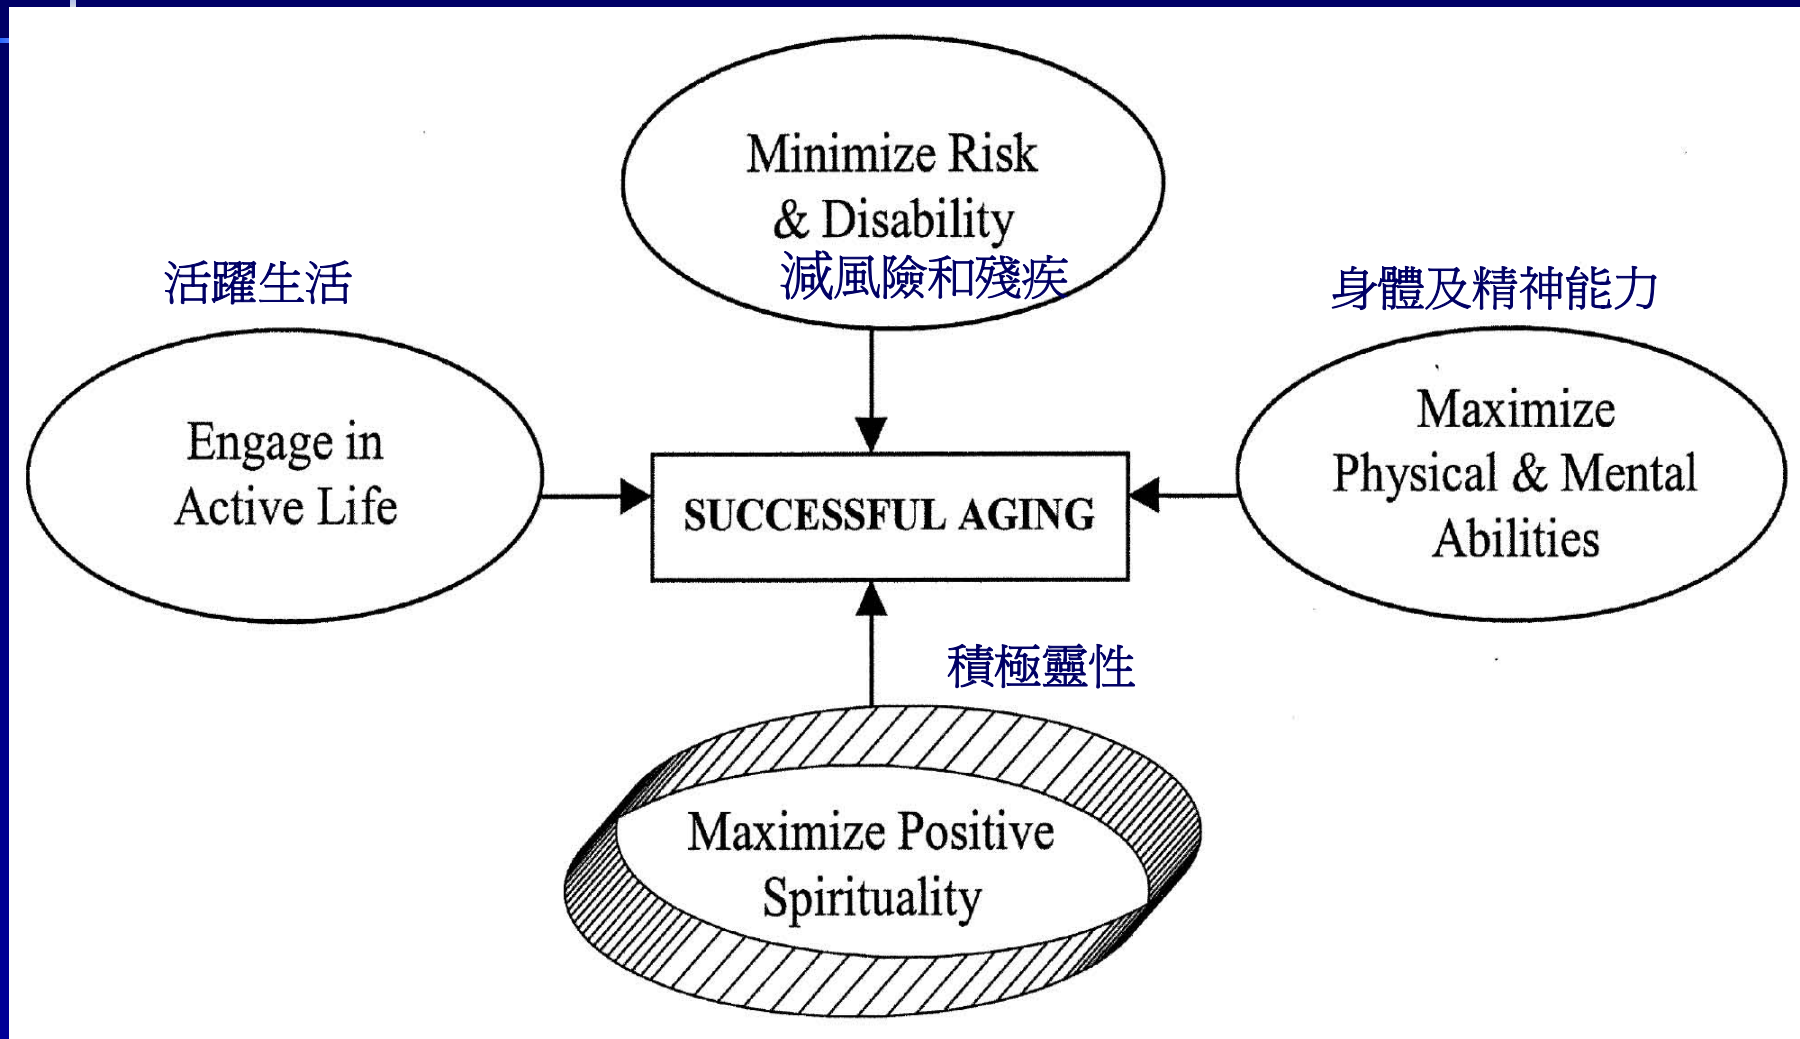 Minimize Risk
& Disability
減風險和殘疾
活躍生活
Engage in
Active Life
身體及精神能力
Maximize
Physical & Mental
Abilities
SUCCESSFUL AGING
積極靈性
Maximize Positive
Spirituality